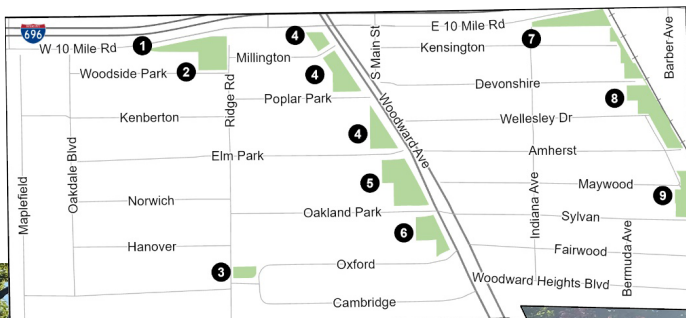 INTERSTATE
696
W 10 Mile Rd
1
Woodside Park
2
Kenberton
Maplefield
Oakdale Blvd
Norwich
Hanover
3
Ridge Rd
Millington
4
4
Poplar Park
4
Elm Park
5
Oakland Park
6
Oxford
Cambridge
S Main St
Woodward Ave
E 10 Mile Rd
7
Kensington
Devonshire
8
Wellesley Dr
Amherst
Maywood
9
Sylvan
Fairwood
Woodward Heights Blvd
Indiana Ave
Bermuda Ave
Barber Ave